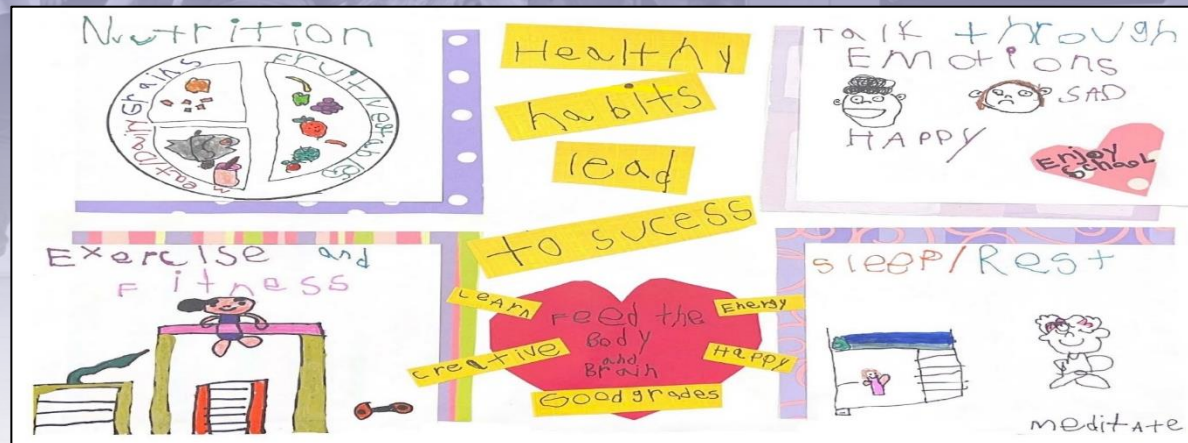 Nutrition
grains
Fruit/Vegtable
meat/Dairy
Healthy
habits
lead
to sucess
Talk through
Emotions
SAD
HAPPY
Enjoy
School
Exercise and
Fitness
Learn
Creative
Feed the
Body
and
Brain
Energy
Happy
Good grades
Sleep/Rest
meditAte